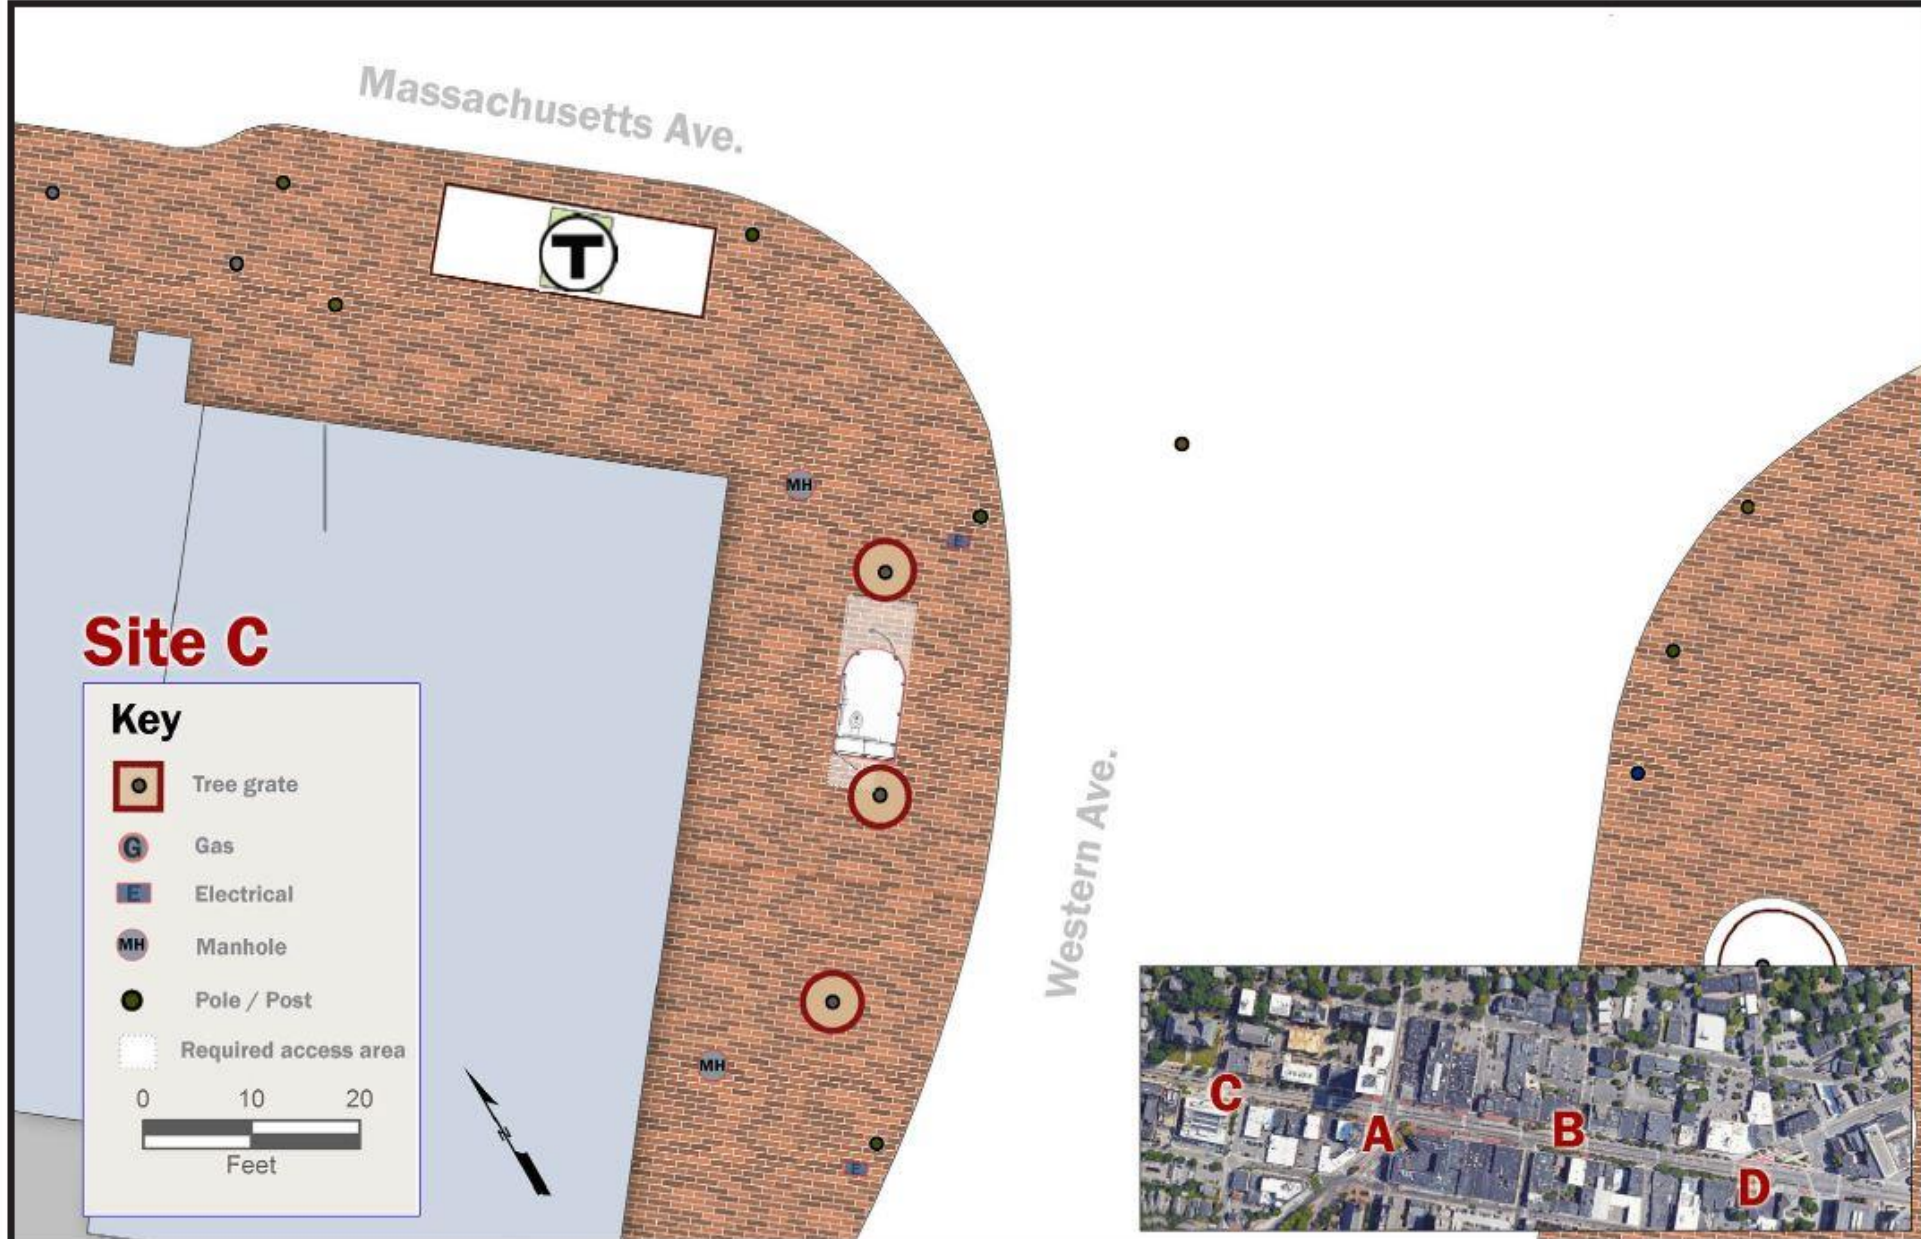 Massachusetts Ave.
T
MH
E
Site C
Key
Tree grate
G Gas
E Electrical
MH Manhole
Pole / Post
Required access area
0 10 20
Feet
Western Ave.
MH
E
N
C
A
B
D